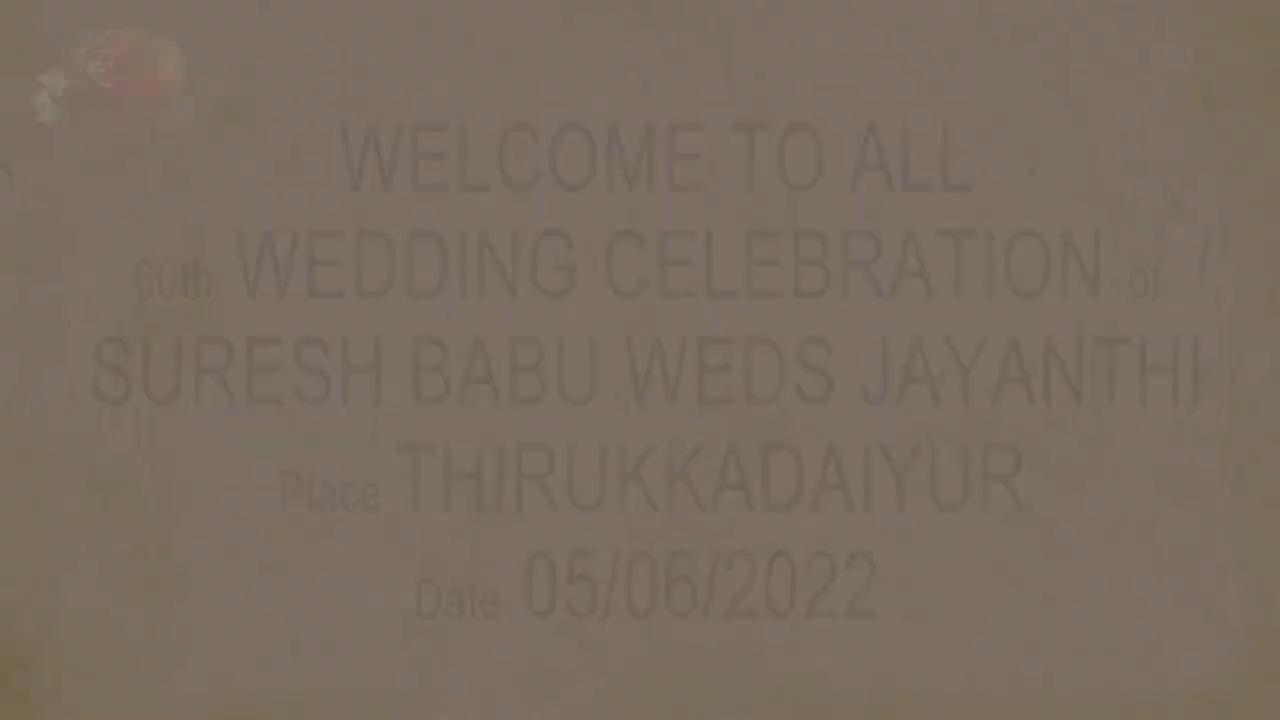 WELCOME TO ALL
60th WEDDING CELEBRATION of
SURESH BABU WEDS JAYANTHI
Place THIRUKKADAIYUR
Date 05/06/2022